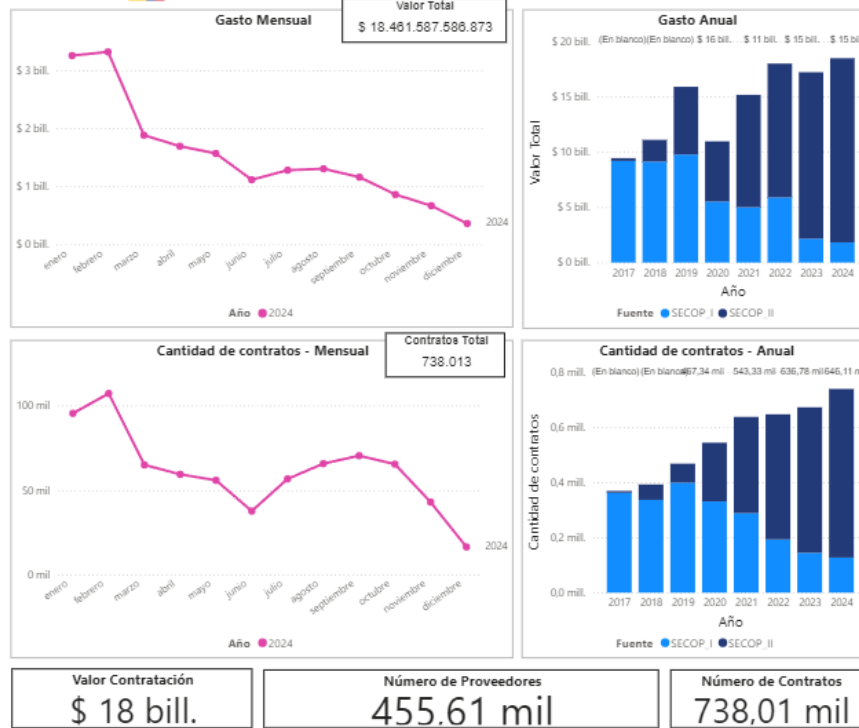 Valor Total
$ 18.461.587.586.873
Gasto Mensual
$ 3 bill.
$ 2 bill.
$ 1 bill.
$ 0 bill.
enero
febrero
marzo
abril
mayo
junio
julio
agosto
septiembre
octubre
noviembre
diciembre
2024
Año 2024
Gasto Anual
(En blanco) (En blanco) $ 16 bill. $ 11 bill. $ 15 bill. $ 15 bil
$ 20 bill.
$ 15 bill.
$ 10 bill.
$ 5 bill.
$ 0 bill.
Valor Total
2017 2018 2019 2020 2021 2022 2023 2024
Año
Fuente SECOP_I SECOP_II
Contratos Total
738.013
Cantidad de contratos - Mensual
100 mil
50 mil
0 mil
enero
febrero
marzo
abril
mayo
junio
julio
agosto
septiembre
octubre
noviembre
diciembre
2024
Año 2024
Cantidad de contratos - Anual
(En blanco) 543,33 mil 636,78 mil 646,11 m
0,8 mill.
0,6 mill.
0,4 mill.
0,2 mill.
0,0 mill.
Cantidad de contratos
2017 2018 2019 2020 2021 2022 2023 2024
Año
Fuente SECOP_I SECOP_II
Valor Contratación
$ 18 bill.
Número de Proveedores
455,61 mil
Número de Contratos
738,01 mil